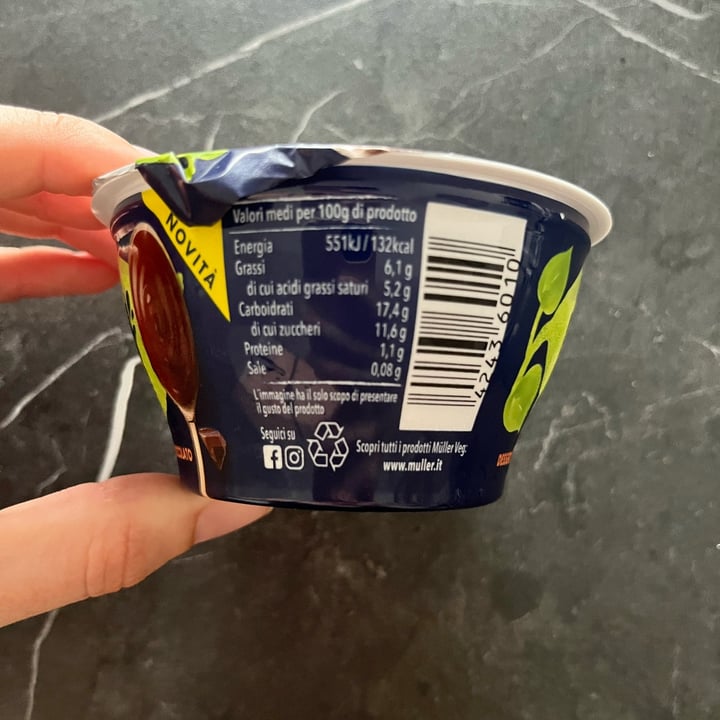 NOVITÀ
Valori medi per 100g di prodotto
Energia 551kJ/132kcal
Grassi 6,1 g
di cui acidi grassi saturi 5,2 g
Carboidrati 17,4 g
di cui zuccheri 11,6 g
Proteine 1,1 g
Sale 0,08 g
L'immagine ha il solo scopo di presentare
il gusto del prodotto
Seguici su
Scopri tutti i prodotti Müller Veg:
www.muller.it